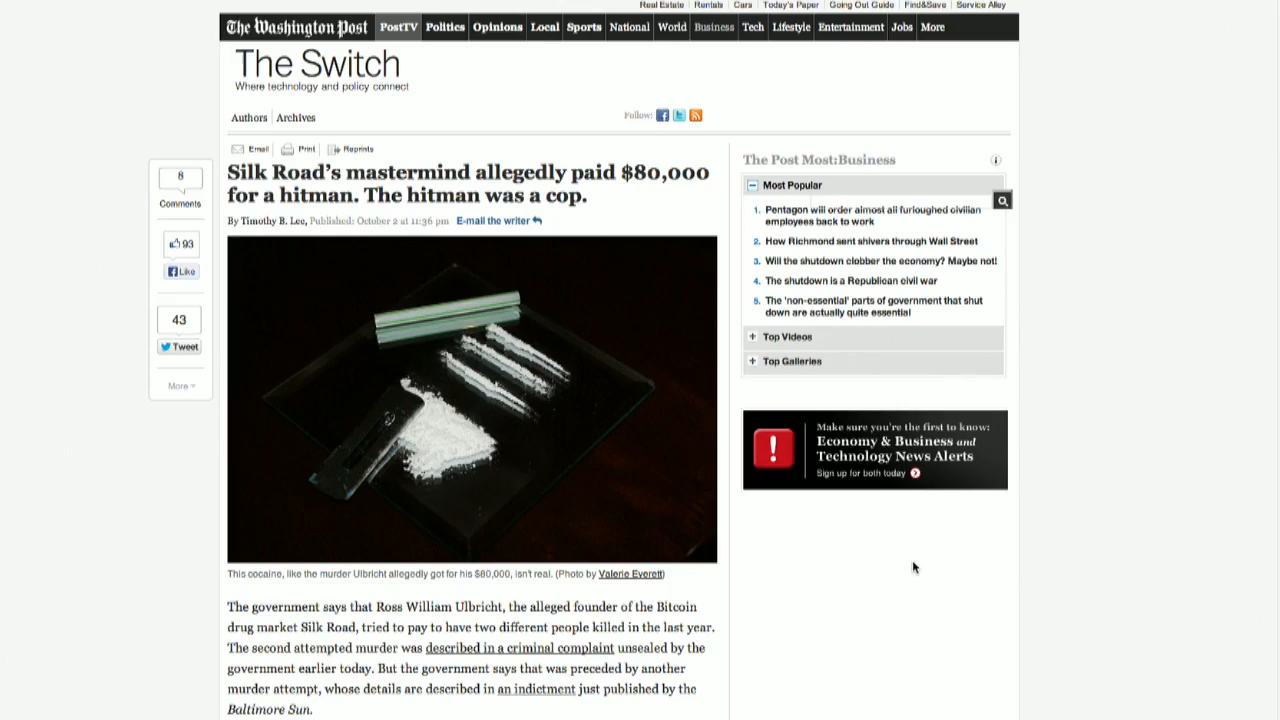 Real Estate Rentals Cars Today's Paper Going Out Guide Find&Save Service Alley
The Washington Post PostTV Politics Opinions Local Sports National World Business Tech Lifestyle Entertainment Jobs More
The Switch
Where technology and policy connect
Authors Archives
Follow:
Email Print Reprints
Silk Road's mastermind allegedly paid $80,000
for a hitman. The hitman was a cop.
By Timothy B. Lee, Published: October 2 at 11:36 pm E-mail the writer
8
Comments
93
Like
43
Tweet
More
This cocaine, like the murder Ulbricht allegedly got for his $80,000, isn't real. (Photo by Valerie Everett)
The government says that Ross William Ulbricht, the alleged founder of the Bitcoin
drug market Silk Road, tried to pay to have two different people killed in the last year.
The second attempted murder was described in a criminal complaint unsealed by the
government earlier today. But the government says that was preceded by another
murder attempt, whose details are described in an indictment just published by the
Baltimore Sun.
The Post Most:Business
Most Popular
1. Pentagon will order almost all furloughed civilian
employees back to work
2. How Richmond sent shivers through Wall Street
3. Will the shutdown clobber the economy? Maybe not!
4. The shutdown is a Republican civil war
5. The 'non-essential' parts of government that shut
down are actually quite essential
Top Videos
Top Galleries
Make sure you're the first to know:
Economy & Business and
Technology News Alerts
Sign up for both today